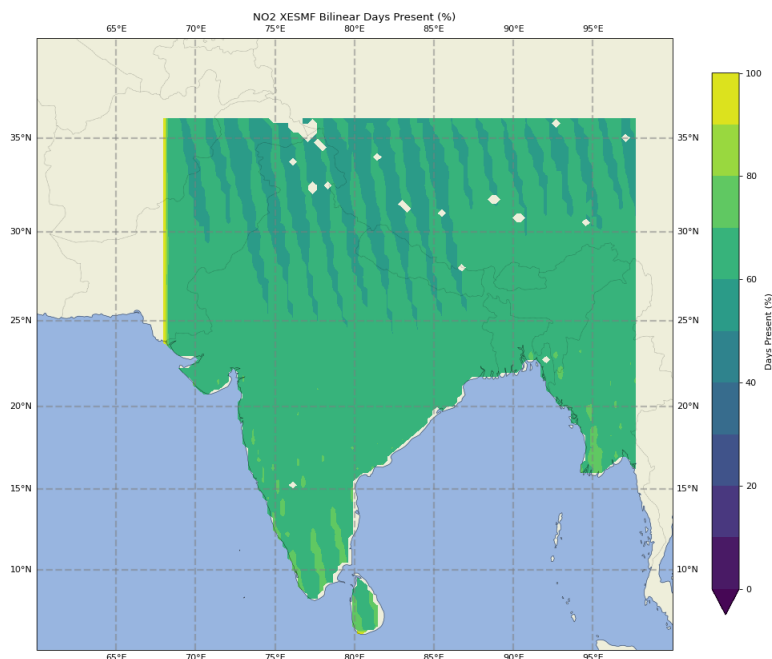 NO2 XESMF Bilinear Days Present (%)
65°E 70°E 75°E 80°E 85°E 90°E 95°E
35°N 35°N
30°N 30°N
25°N 25°N
20°N 20°N
15°N 15°N
10°N 10°N
65°E 70°E 75°E 80°E 85°E 90°E 95°E
100
80
60
40
20
0
Days Present (%)